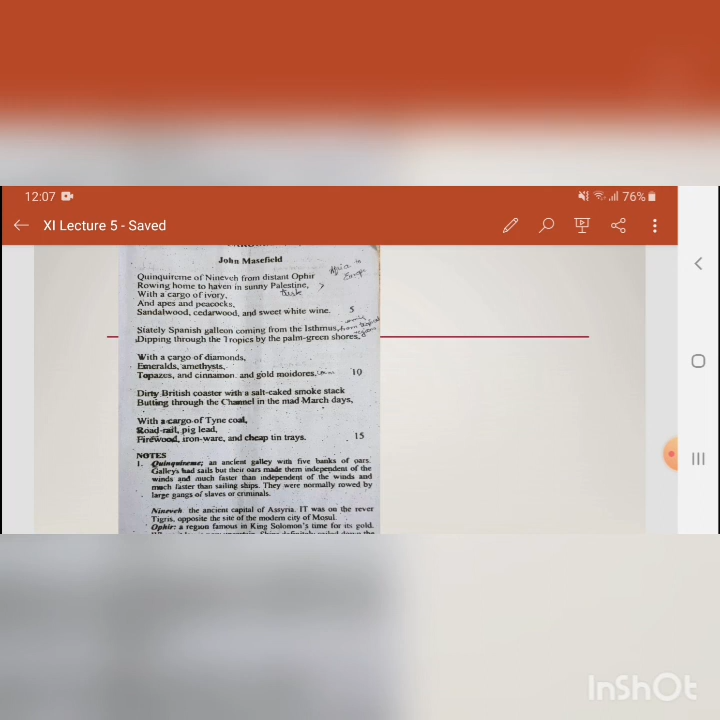 12:07
76%
XI Lecture 5 - Saved
John Masefield
Quinquireme of Nineveh from distant Ophir
Rowing home to haven in sunny Palestine,
With a cargo of ivory,
tusk
And apes and peacocks,
Sandalwood, cedarwood, and sweet white wine. 5
Stately Spanish galleon coming from the Isthmus,
Dipping through the Tropics by the palm-green shores,
With a cargo of diamonds,
Emeralds, amethysts,
Topazes, and cinnamon, and gold moidores. 10
Dirty British coaster with a salt-caked smoke stack
Butting through the Channel in the mad March days,
With a cargo of Tyne coal,
Road-rail, pig lead,
Firewood, iron-ware, and cheap tin trays. 15
NOTES
1. Quinquireme; an ancient galley with five banks of oars.
Galleys had sails but their oars made them independent of the
winds and much faster than independent of the winds and
much faster than sailing ships. They were normally rowed by
large gangs of slaves or criminals.
Nineveh the ancient capital of Assyria. IT was on the rever
Tigris, opposite the site of the modern city of Mosul.
Ophir: a region famous in King Solomon's time for its gold.
InShOt